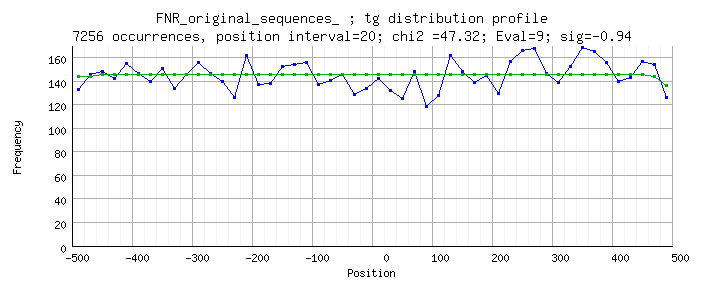 FNR_original_sequences_ ; tg distribution profile
7256 occurrences, position interval=20; chi2 =47.32; Eval=9; sig=-0.94
160
140
120
100
80
60
40
20
0
Frequency
-500 -400 -300 -200 -100 0 100 200 300 400 500
Position